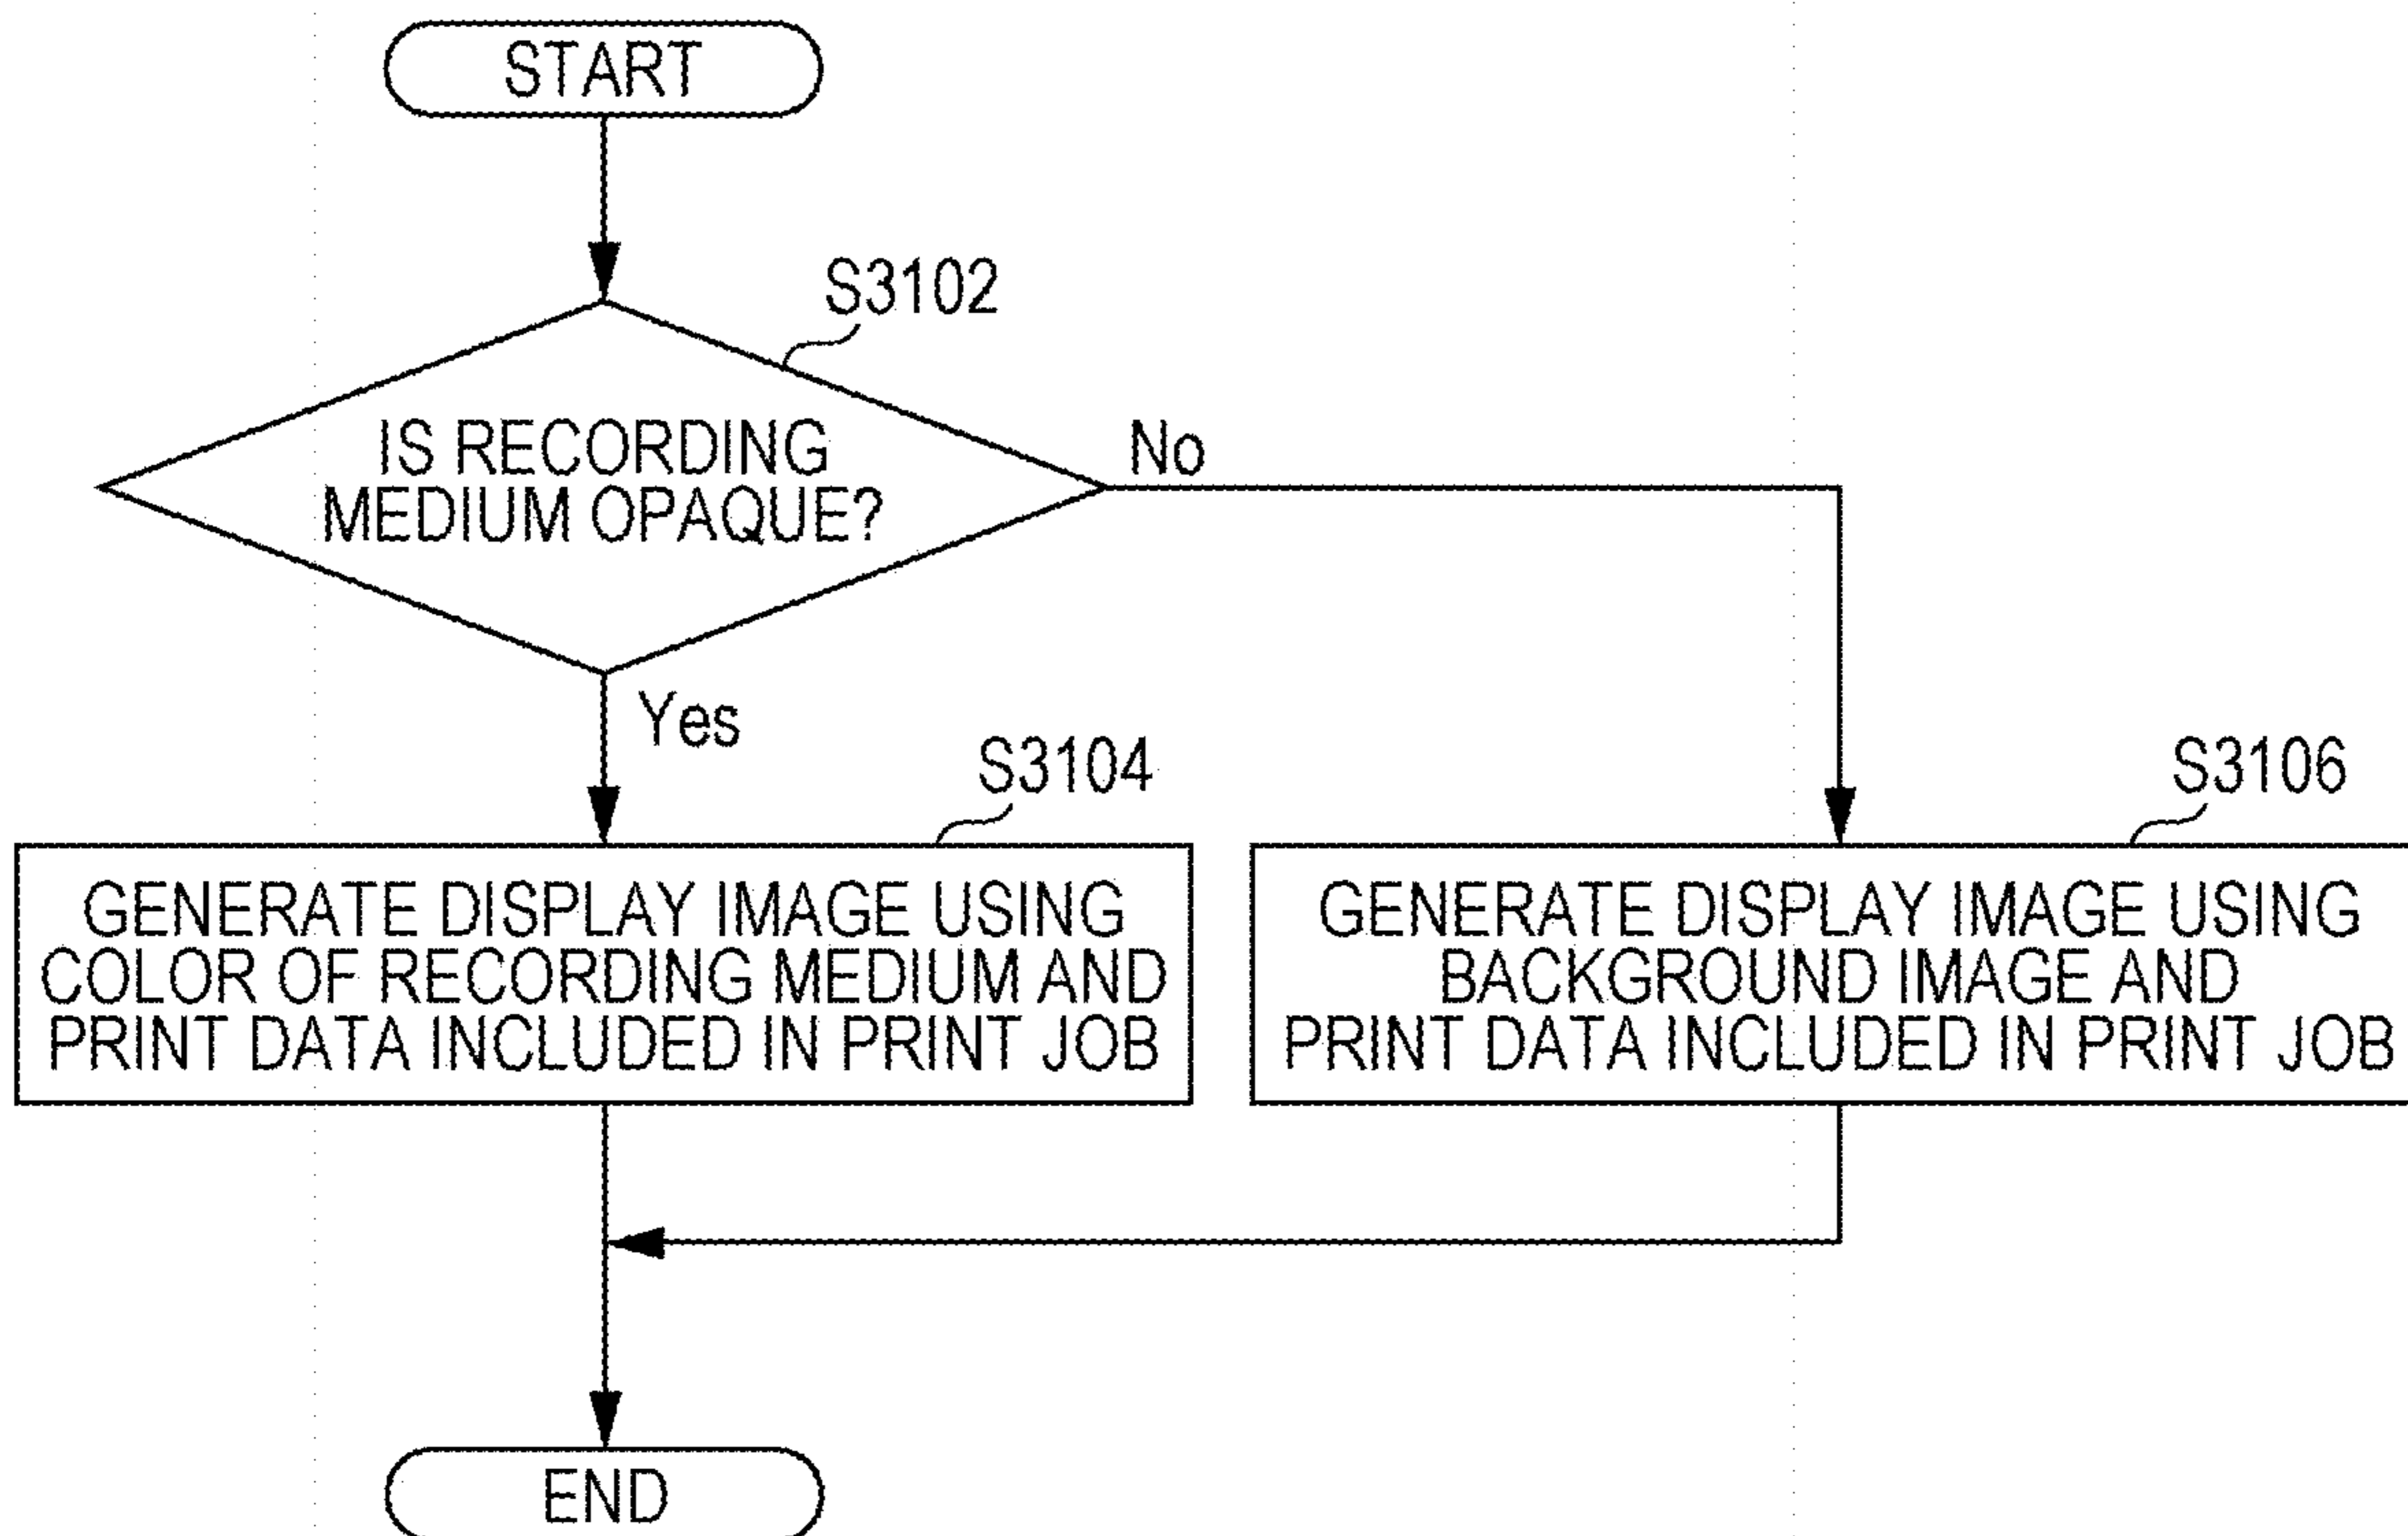 START
S3102
IS RECORDING
MEDIUM OPAQUE?
No
Yes
S3104
GENERATE DISPLAY IMAGE USING
COLOR OF RECORDING MEDIUM AND
PRINT DATA INCLUDED IN PRINT JOB
S3106
GENERATE DISPLAY IMAGE USING
BACKGROUND IMAGE AND
PRINT DATA INCLUDED IN PRINT JOB
END